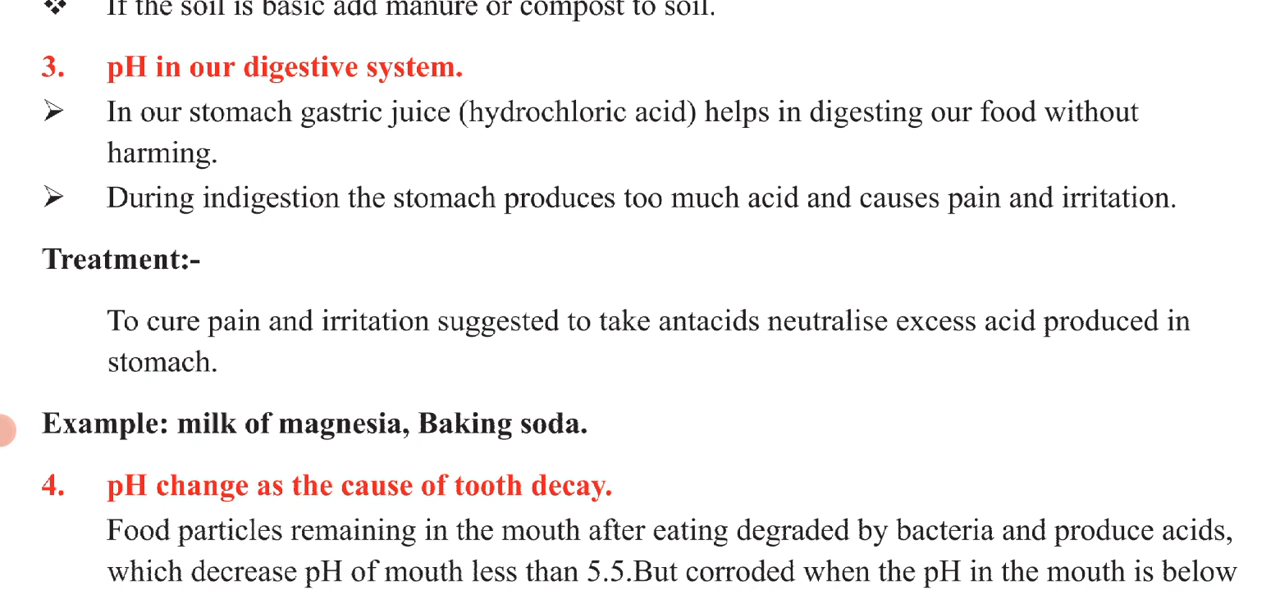 ❖ If the soil is basic add manure or compost to soil.
3. pH in our digestive system.
➢ In our stomach gastric juice (hydrochloric acid) helps in digesting our food without
harming.
➢ During indigestion the stomach produces too much acid and causes pain and irritation.
Treatment:-
To cure pain and irritation suggested to take antacids neutralise excess acid produced in
stomach.
Example: milk of magnesia, Baking soda.
4. pH change as the cause of tooth decay.
Food particles remaining in the mouth after eating degraded by bacteria and produce acids,
which decrease pH of mouth less than 5.5.But corroded when the pH in the mouth is below